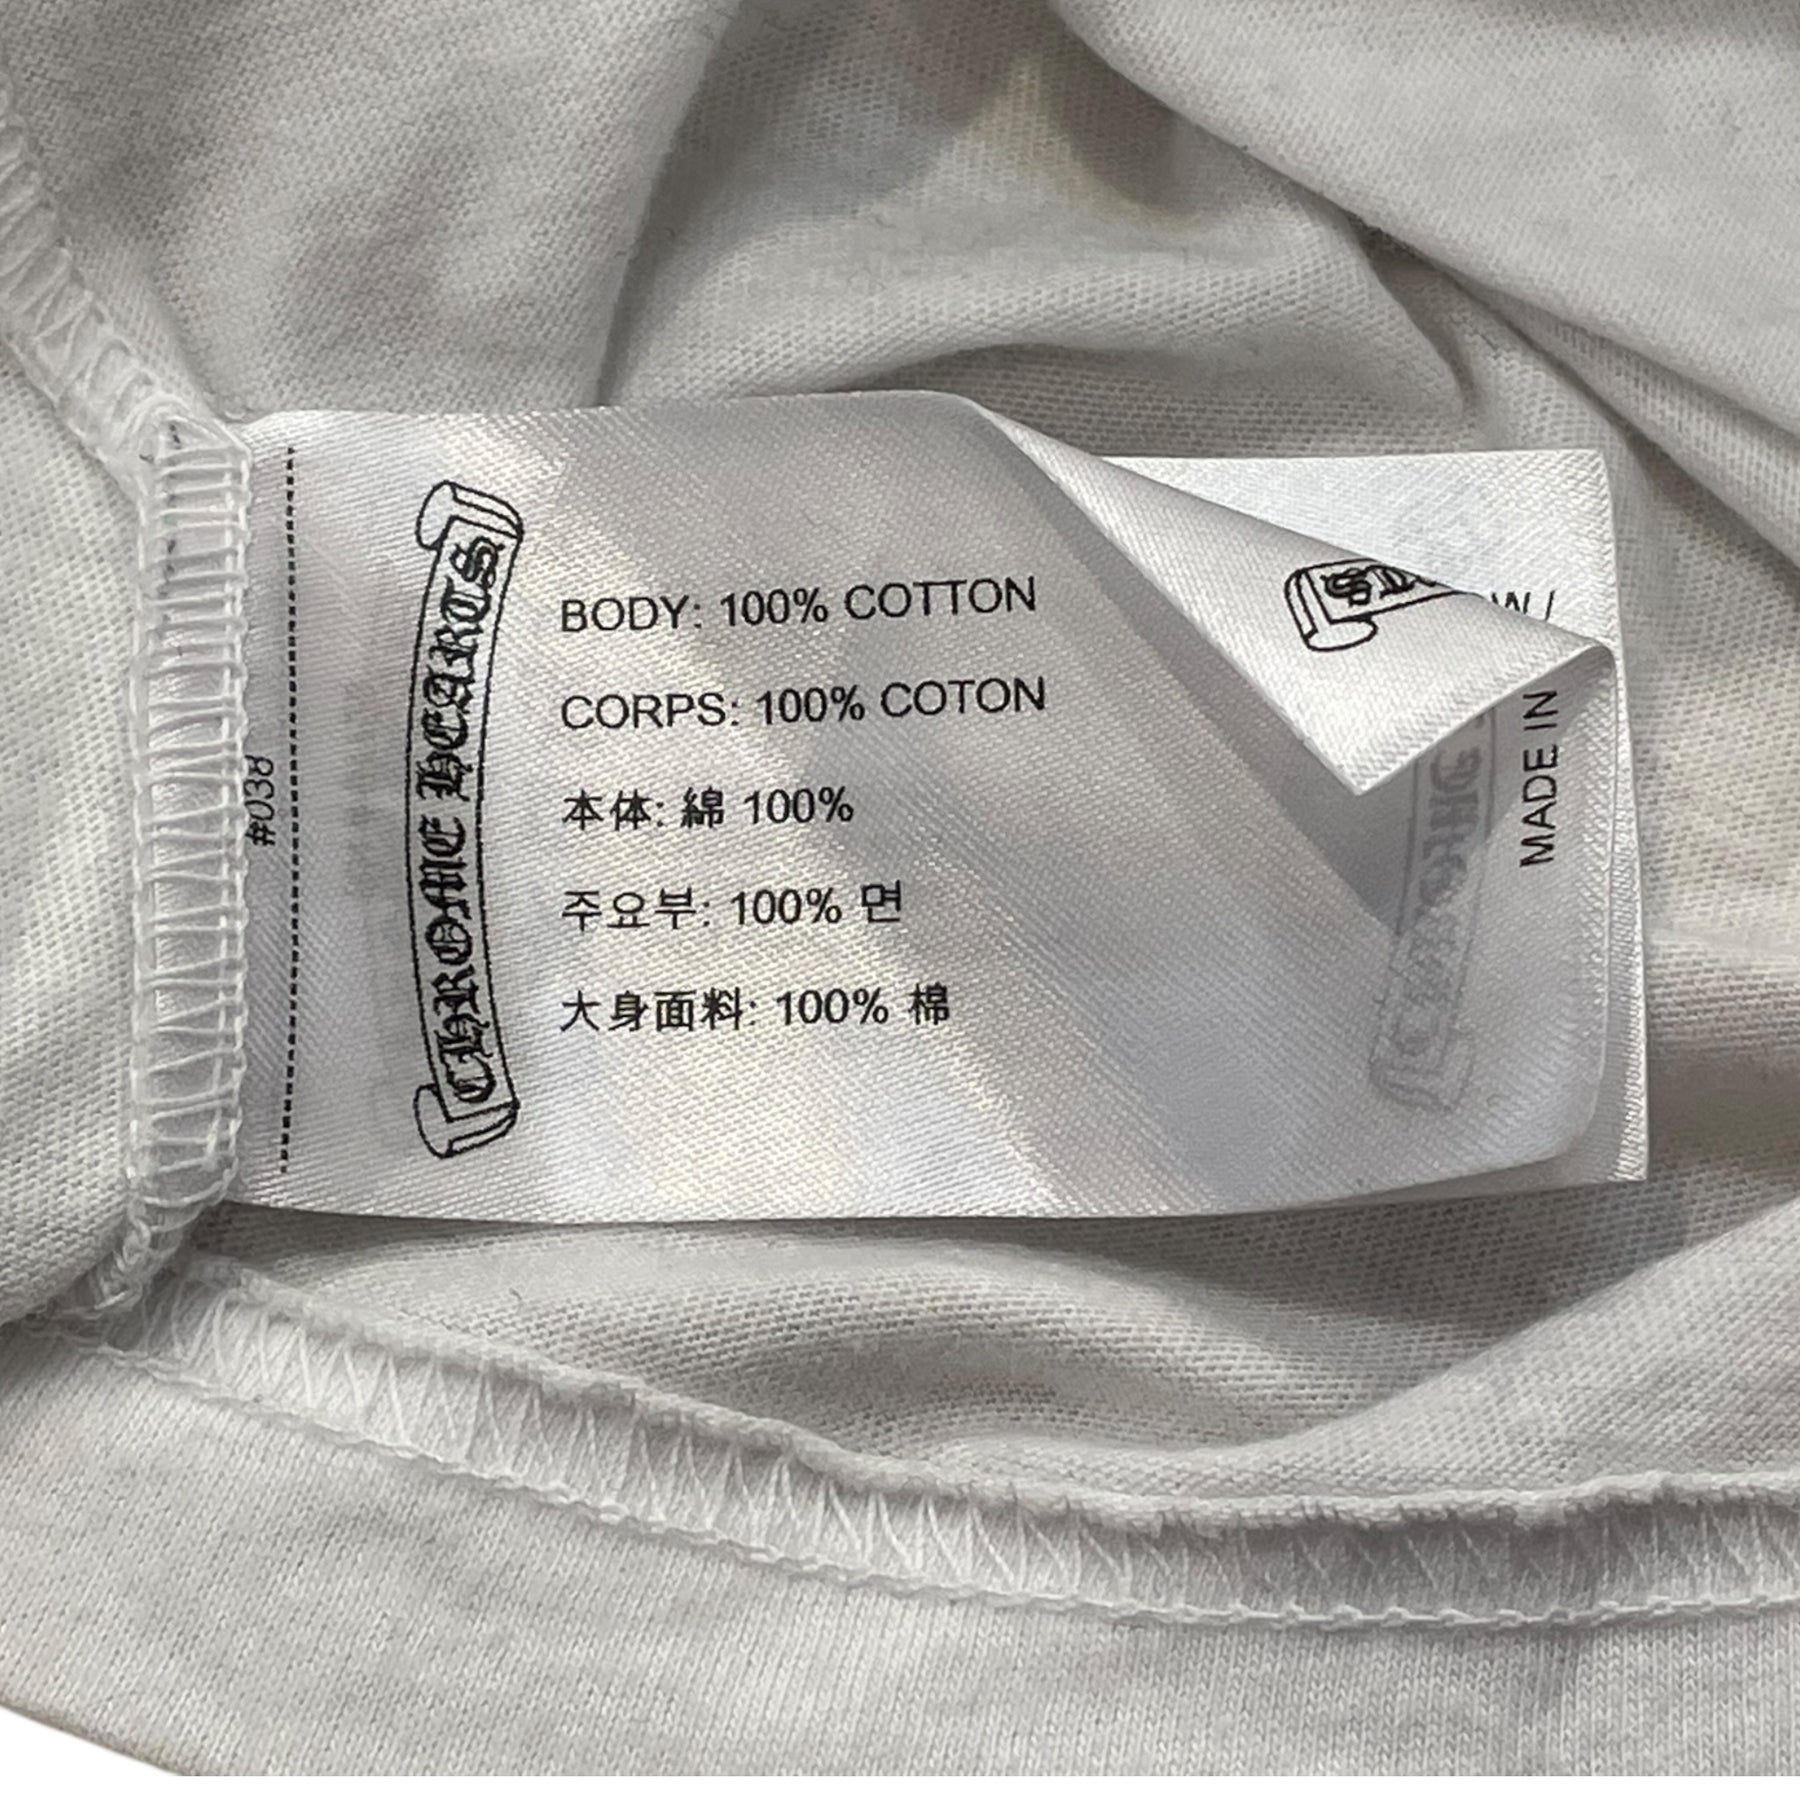 #038
CHROME HEARTS
BODY: 100% COTTON
CORPS: 100% COTON
本体: 綿 100%
주요부: 100% 면
大身面料: 100% 棉
MADE IN